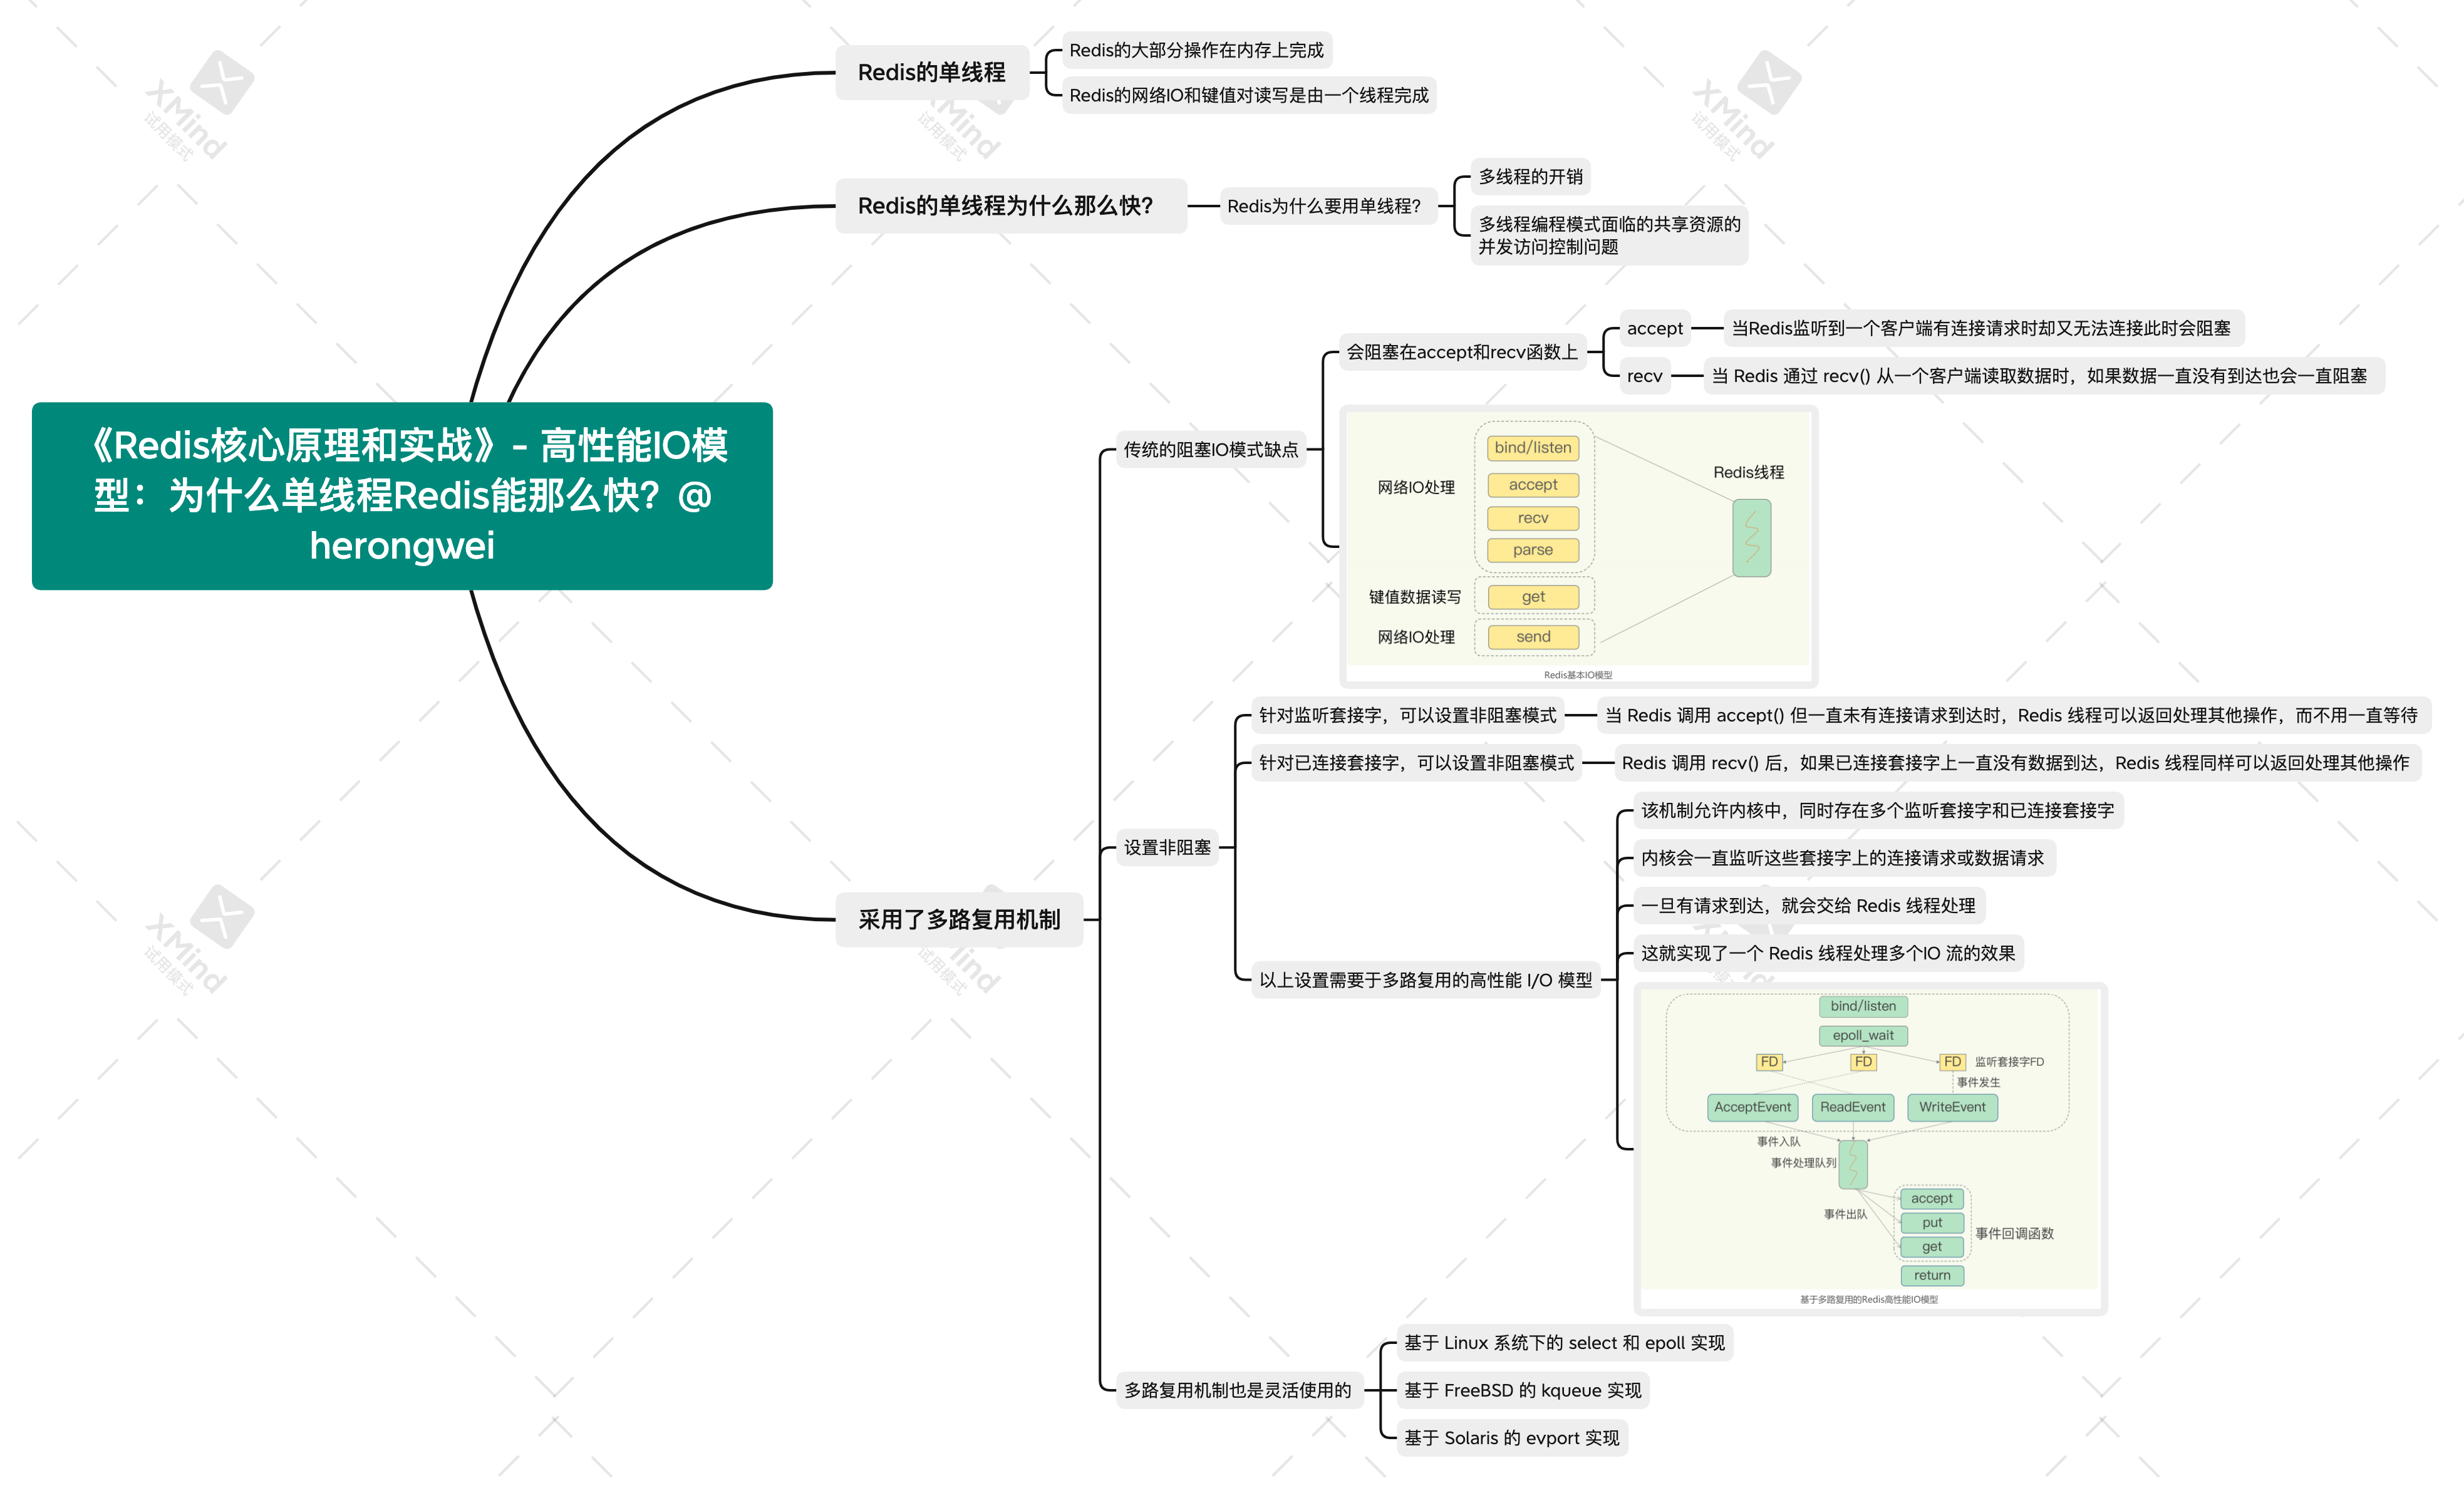 《Redis核心原理和实战》- 高性能IO模
型：为什么单线程Redis能那么快？@
herongwei
Redis的单线程
Redis的大部分操作在内存上完成
Redis的网络IO和键值对读写是由一个线程完成
Redis的单线程为什么那么快？
Redis为什么要用单线程？
多线程的开销
多线程编程模式面临的共享资源的
并发访问控制问题
采用了多路复用机制
传统的阻塞IO模式缺点
会阻塞在accept和recv函数上
accept
当Redis监听到一个客户端有连接请求时却又无法连接此时会阻塞
recv
当 Redis 通过 recv() 从一个客户端读取数据时，如果数据一直没有到达也会一直阻塞
网络IO处理
bind/listen
accept
recv
parse
Redis线程
键值数据读写
get
网络IO处理
send
Redis基本IO模型
设置非阻塞
针对监听套接字，可以设置非阻塞模式
当 Redis 调用 accept() 但一直未有连接请求到达时，Redis 线程可以返回处理其他操作，而不用一直等待
针对已连接套接字，可以设置非阻塞模式
Redis 调用 recv() 后，如果已连接套接字上一直没有数据到达，Redis 线程同样可以返回处理其他操作
以上设置需要于多路复用的高性能 I/O 模型
该机制允许内核中，同时存在多个监听套接字和已连接套接字
内核会一直监听这些套接字上的连接请求或数据请求
一旦有请求到达，就会交给 Redis 线程处理
这就实现了一个 Redis 线程处理多个IO 流的效果
bind/listen
epoll_wait
FD
FD
FD
监听套接字FD
事件发生
AcceptEvent
ReadEvent
WriteEvent
事件入队
事件处理队列
事件出队
accept
put
get
事件回调函数
return
基于多路复用的Redis高性能IO模型
多路复用机制也是灵活使用的
基于 Linux 系统下的 select 和 epoll 实现
基于 FreeBSD 的 kqueue 实现
基于 Solaris 的 evport 实现
XMind
试用模式
XMind
试用模式
XMind
试用模式
XMind
试用模式